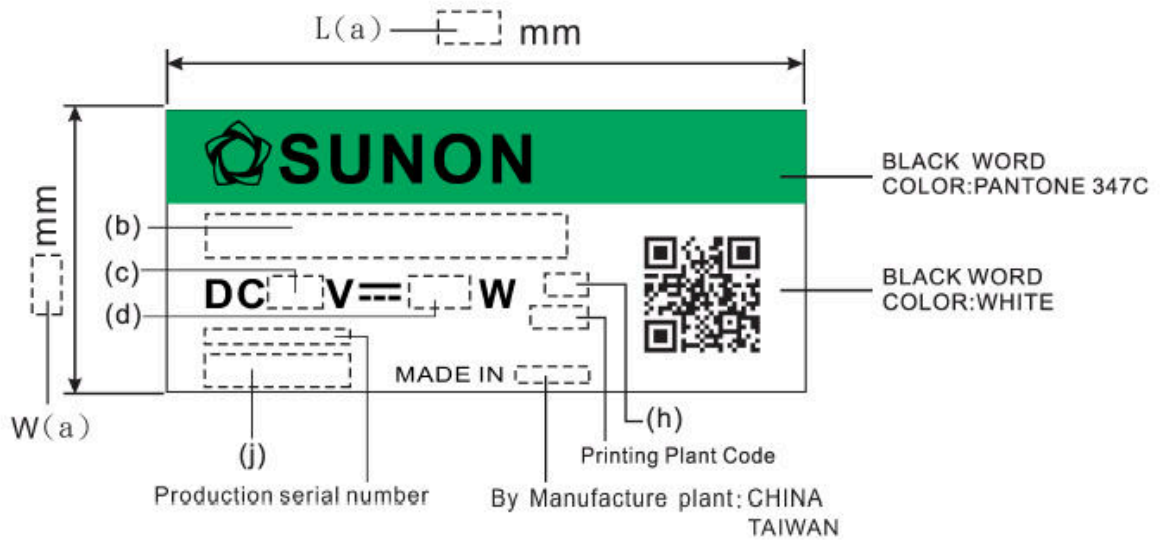 L(a) mm
SUNON
BLACK WORD
COLOR:PANTONE 347C
mm
W(a)
(b)
(c)
DC V W
(d)
BLACK WORD
COLOR:WHITE
MADE IN
(h)
(j)
Printing Plant Code
Production serial number
By Manufacture plant: CHINA
TAIWAN